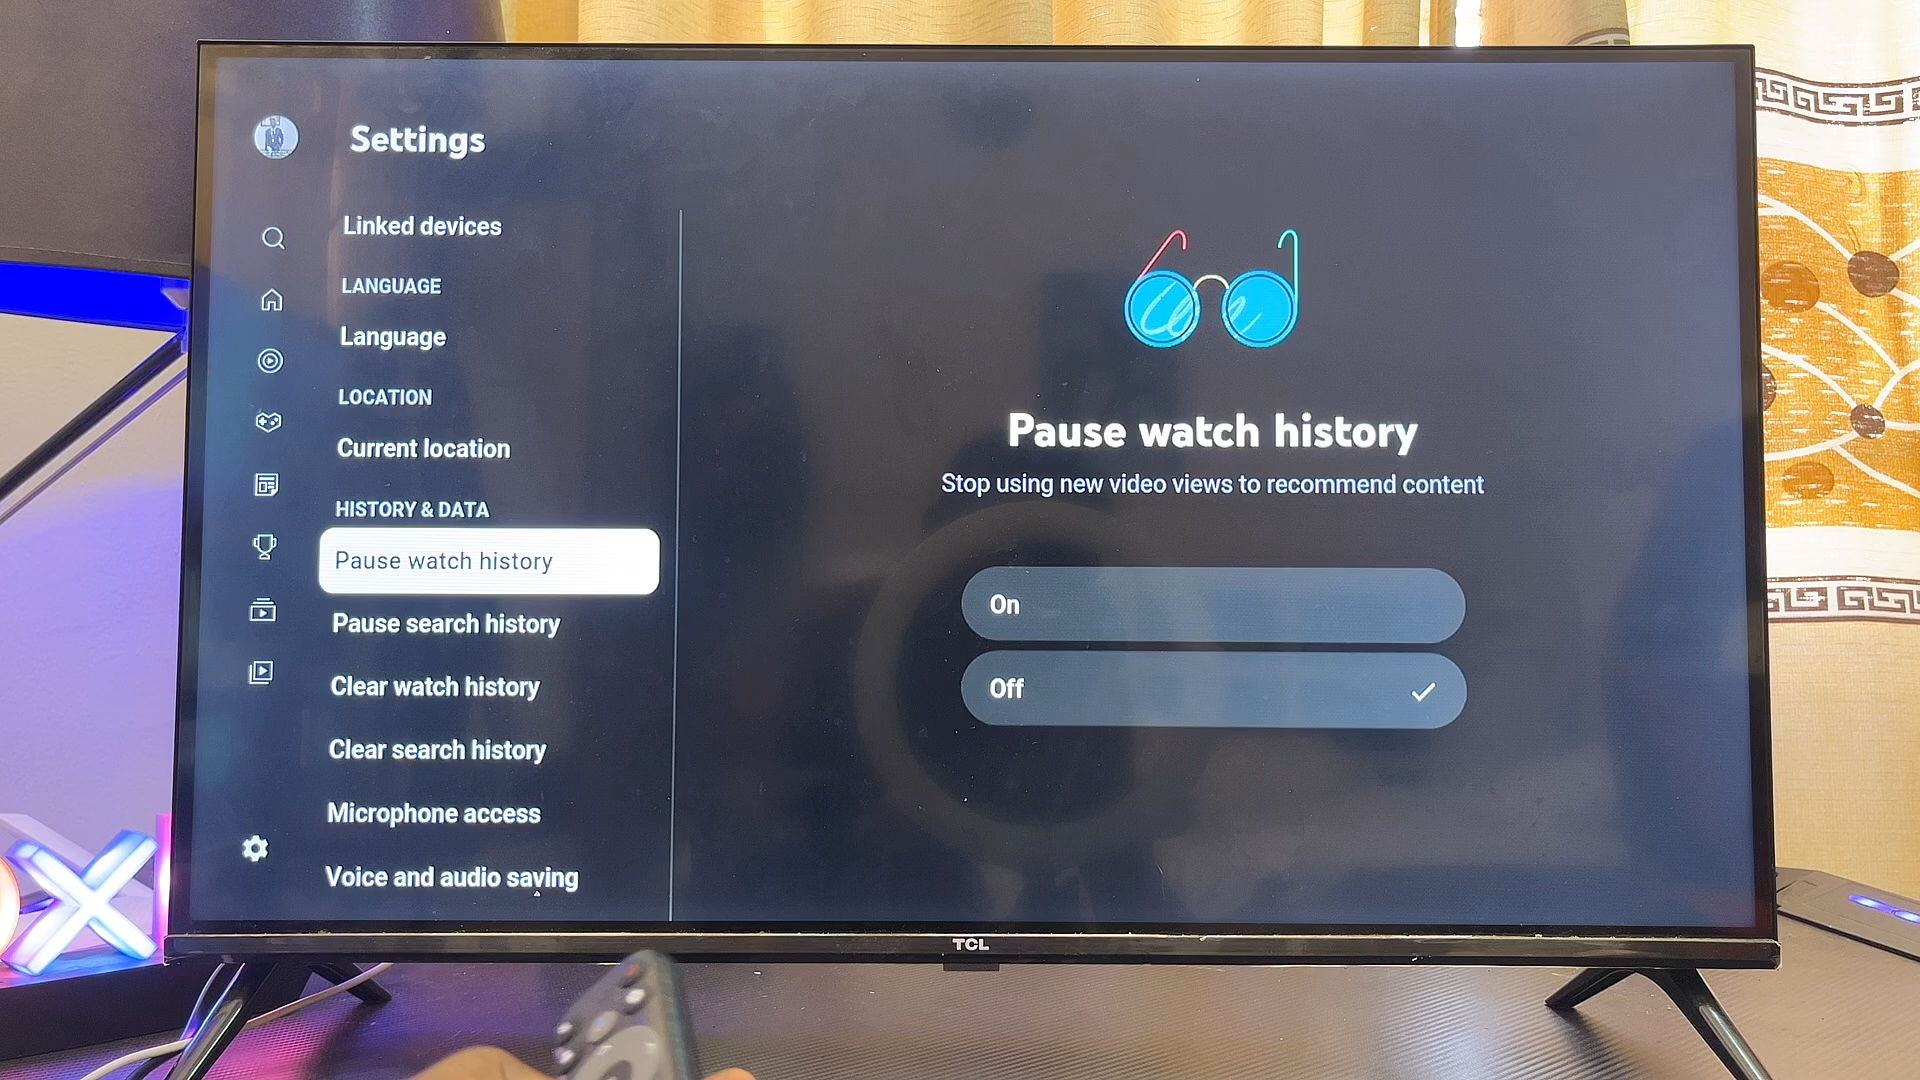 Settings
Linked devices
LANGUAGE
Language
LOCATION
Current location
HISTORY & DATA
Pause watch history
Pause search history
Clear watch history
Clear search history
Microphone access
Voice and audio saving
Pause watch history
Stop using new video views to recommend content
On
Off
TCL